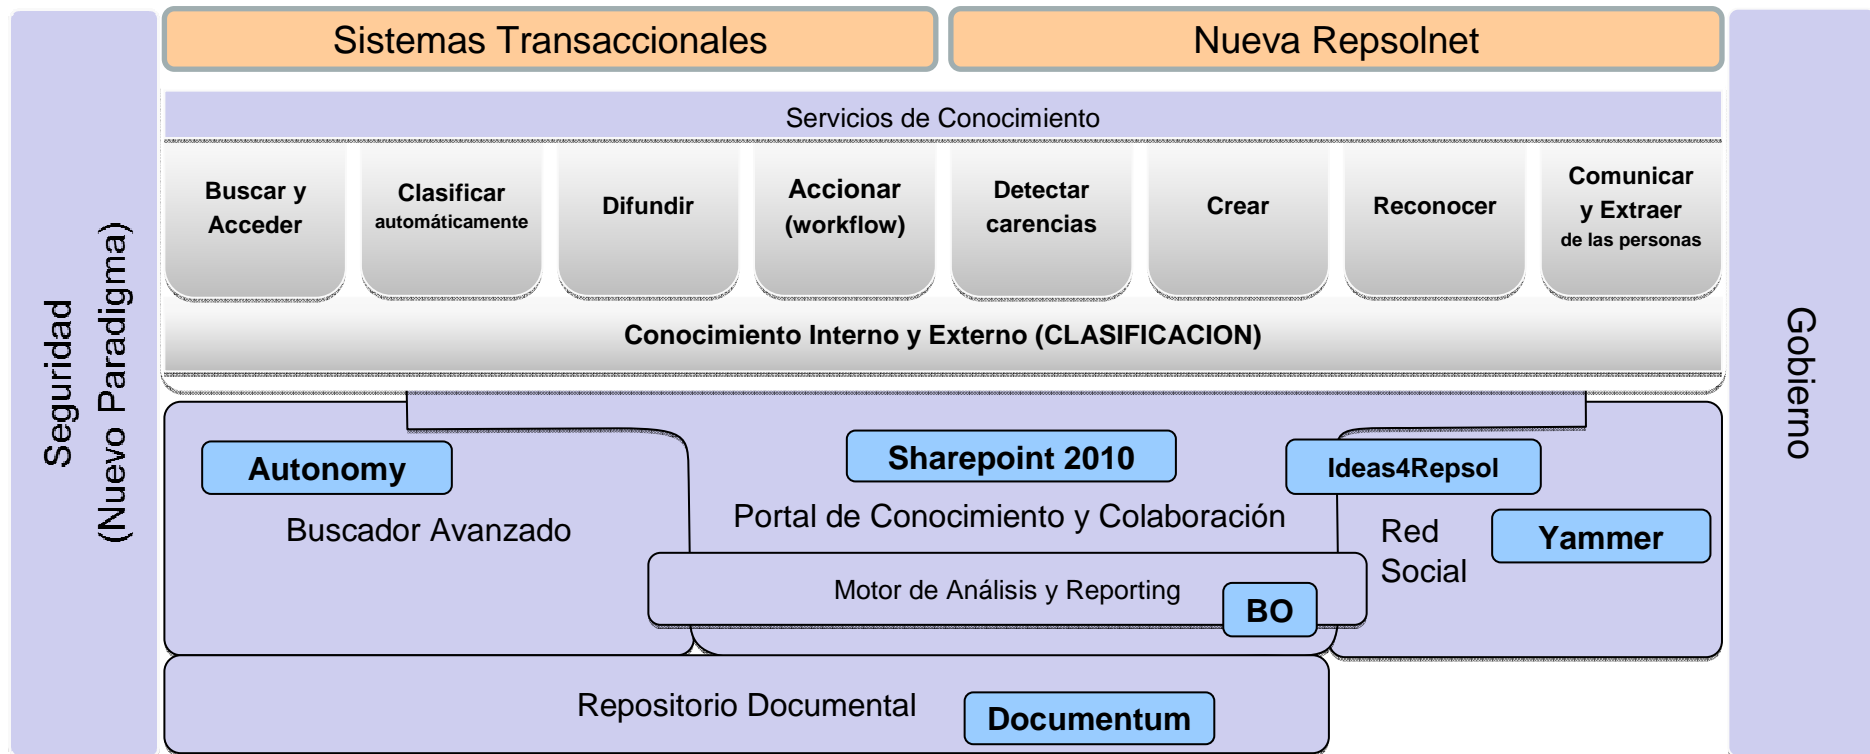 Sistemas Transaccionales
Nueva Repsolnet
Seguridad
(Nuevo Paradigma)
Servicios de Conocimiento
Buscar y
Acceder
Clasificar
automáticamente
Difundir
Accionar
(workflow)
Detectar
carencias
Crear
Reconocer
Comunicar
y Extraer
de las personas
Conocimiento Interno y Externo (CLASIFICACION)
Gobierno
Autonomy
Buscador Avanzado
Sharepoint 2010
Portal de Conocimiento y Colaboración
Ideas4Repsol
Red
Social
Yammer
Motor de Análisis y Reporting
BO
Repositorio Documental
Documentum